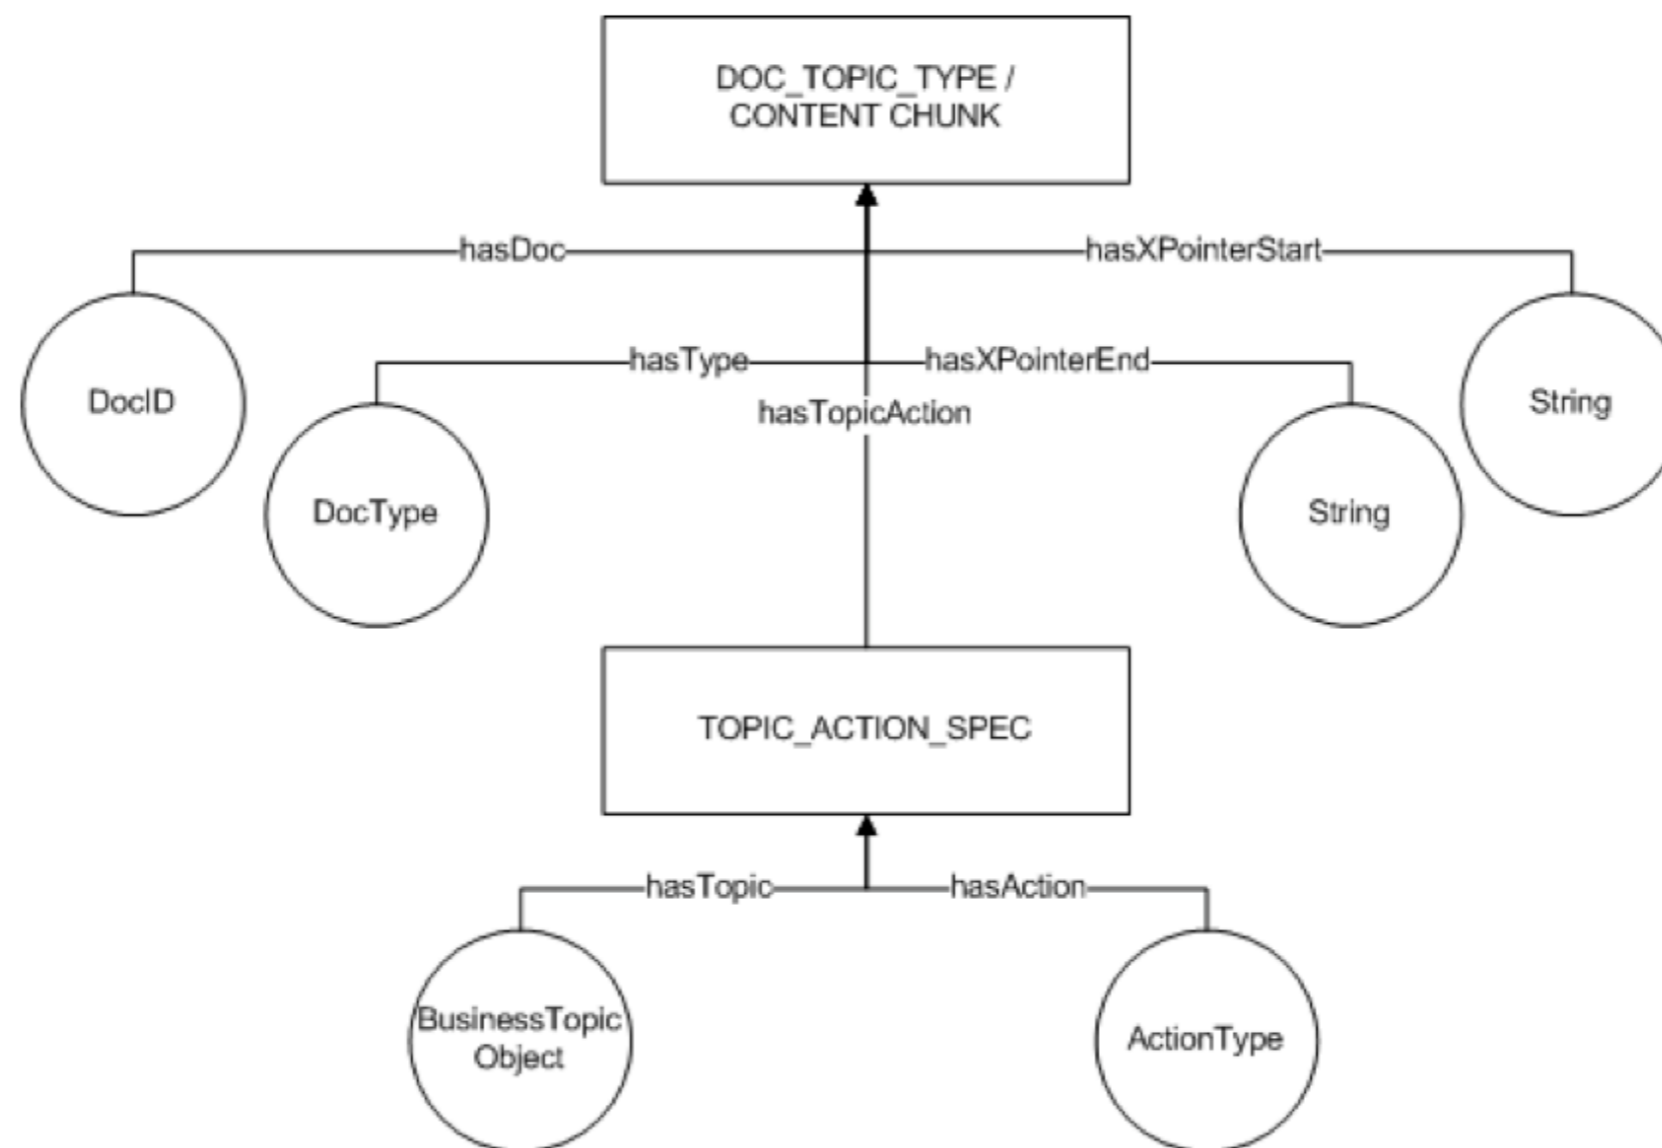 DOC_TOPIC_TYPE /
CONTENT CHUNK
hasDoc
hasXPointerStart
hasType
hasXPointerEnd
DocID
String
hasTopicAction
DocType
String
TOPIC_ACTION_SPEC
hasTopic
hasAction
BusinessTopic
Object
ActionType